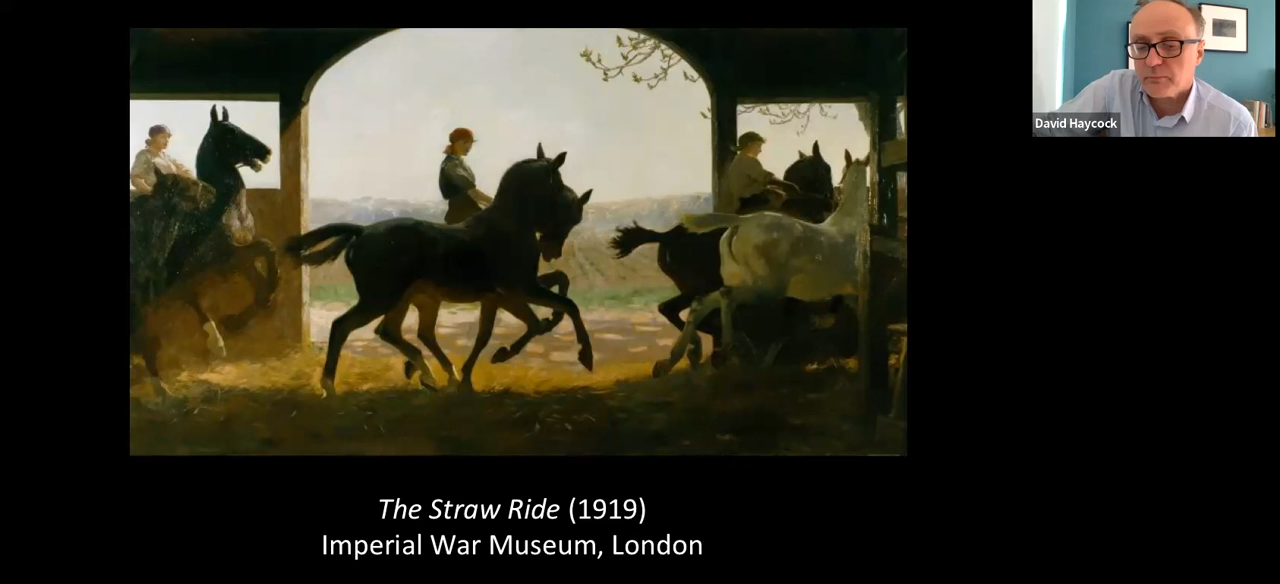 David Haycock
The Straw Ride (1919)
Imperial War Museum, London